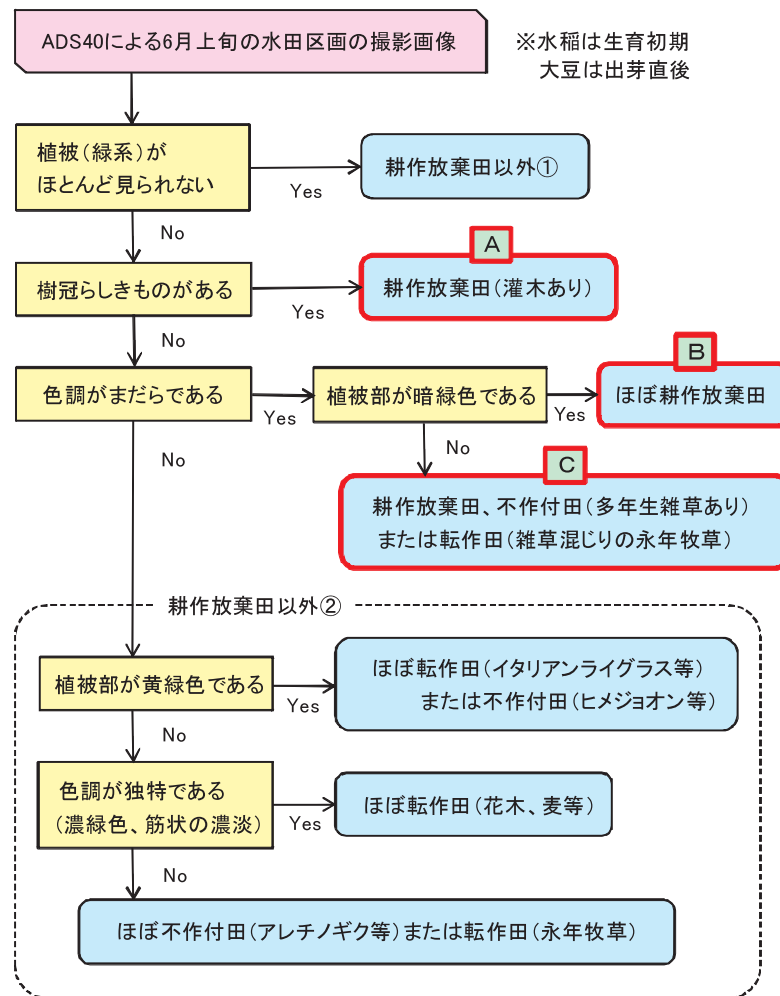 ADS40による6月上旬の水田区画の撮影画像
※水稲は生育初期
大豆は出芽直後
植被(緑系)が
ほとんど見られない
Yes
耕作放棄田以外①
No
樹冠らしきものがある
Yes
A
耕作放棄田(灌木あり)
No
色調がまだらである
Yes
植被部が暗緑色である
Yes
B
ほぼ耕作放棄田
No
No
C
耕作放棄田、不作付田(多年生雑草あり)
または転作田(雑草混じりの永年牧草)
耕作放棄田以外②
植被部が黄緑色である
Yes
ほぼ転作田(イタリアンライグラス等)
または不作付田(ヒメジョオン等)
No
色調が独特である
(濃緑色、筋状の濃淡)
Yes
ほぼ転作田(花木、麦等)
No
ほぼ不作付田(アレチノギク等)または転作田(永年牧草)